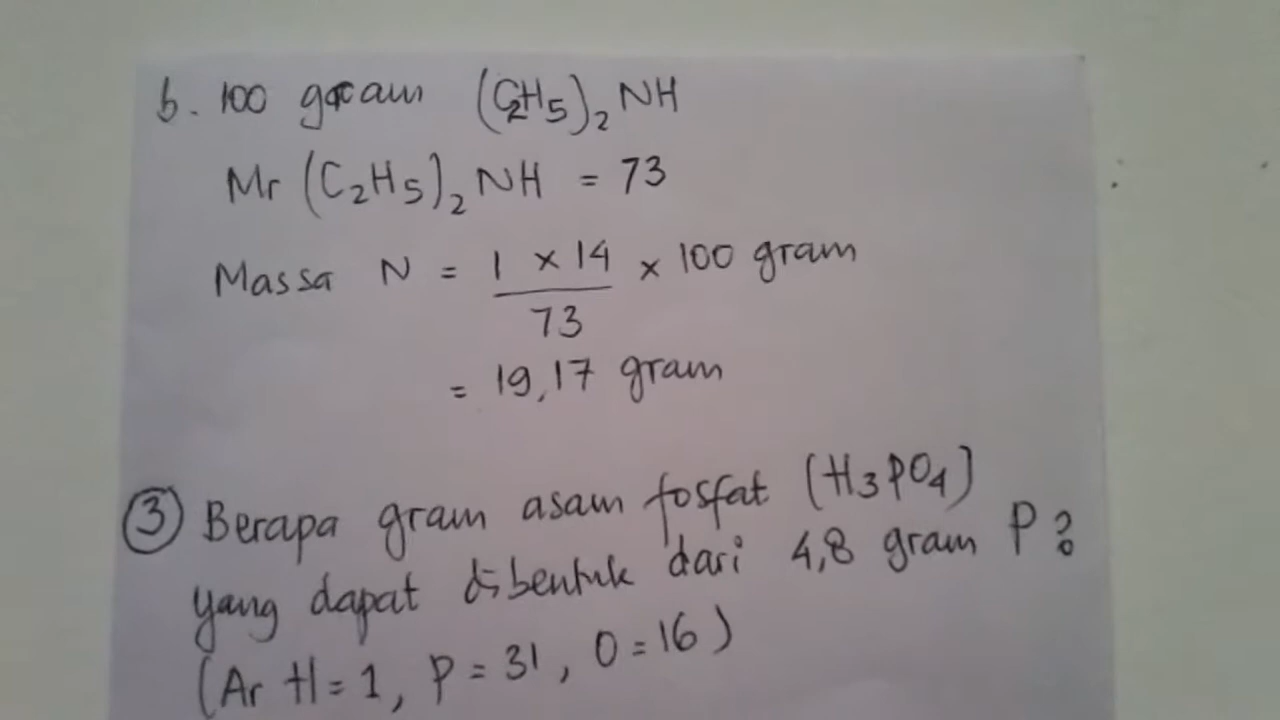 b. 100 gram (C₂H₅)₂ NH
Mr (C₂H₅)₂ NH = 73
Massa N = 1 x 14 / 73 x 100 gram
= 19,17 gram
③ Berapa gram asam fosfat (H₃PO₄)
yang dapat dibentuk dari 4,8 gram P?
(Ar H = 1, P = 31, O = 16)